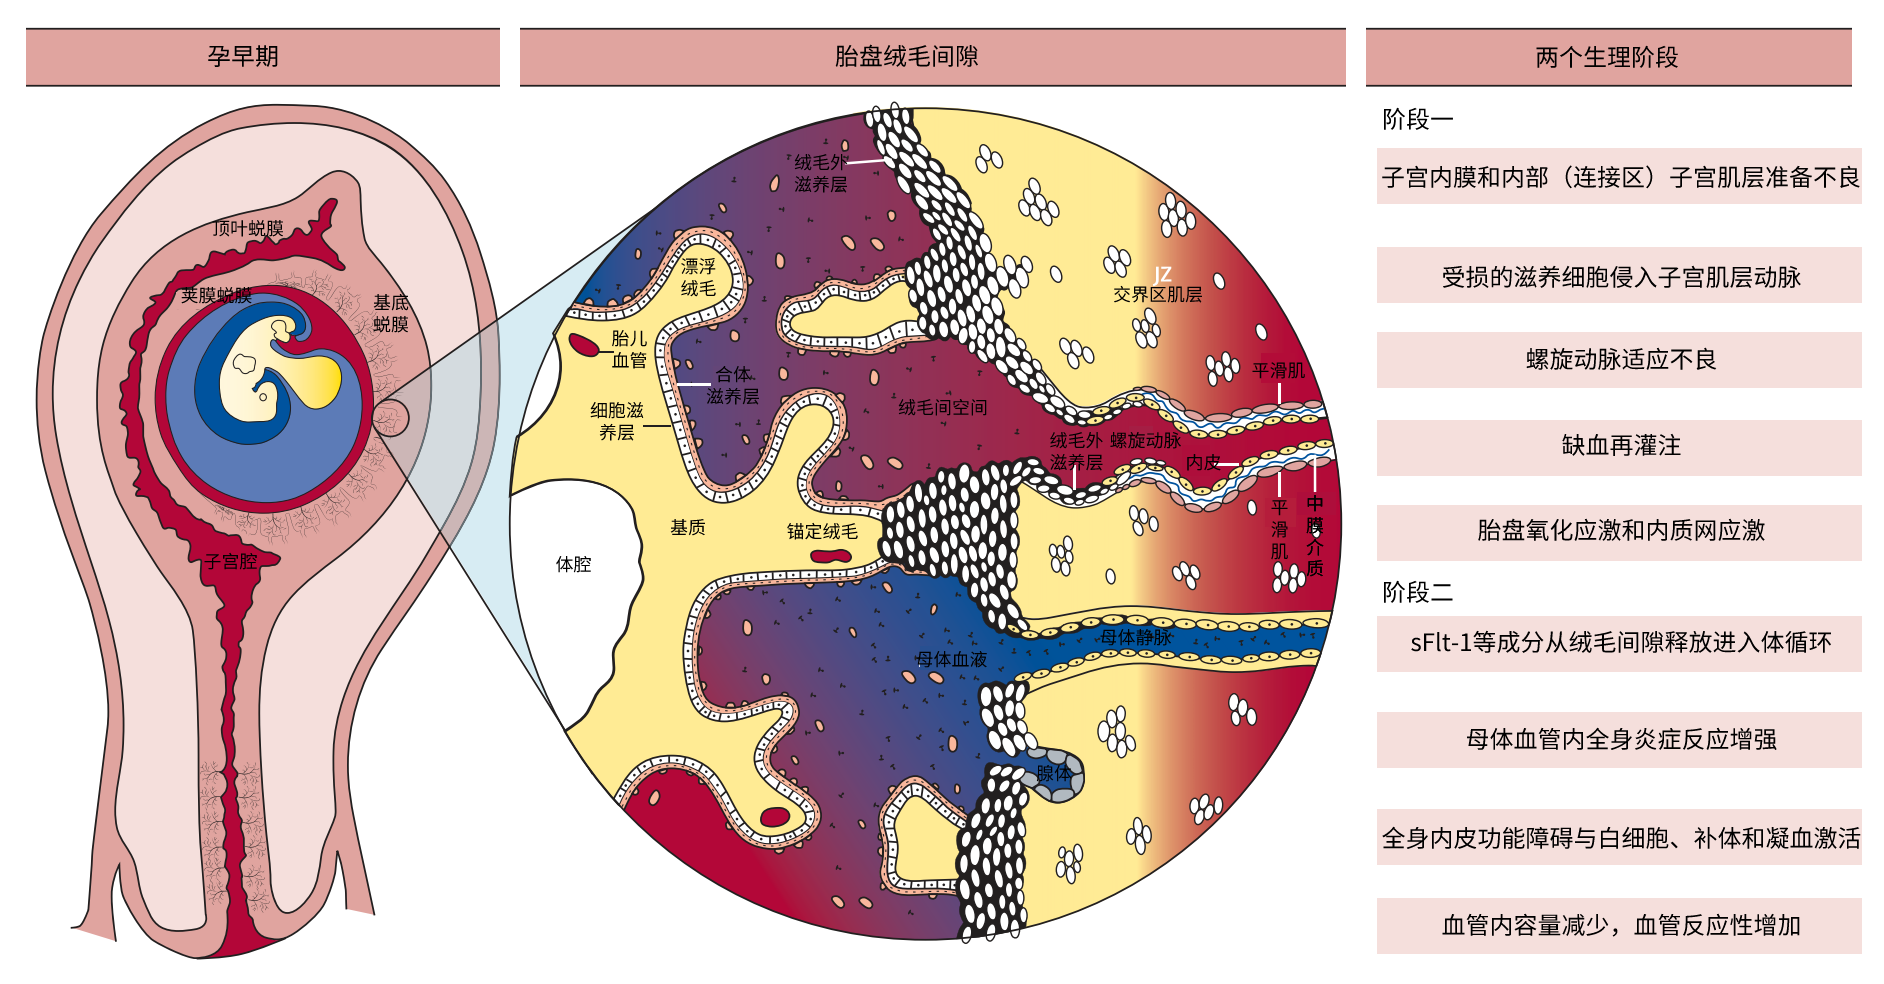 孕早期
胎盘绒毛间隙
两个生理阶段
顶叶蜕膜
荚膜蜕膜
基底
蜕膜
子宫腔
绒毛外
滋养层
漂浮
绒毛
胎儿
血管
合体
滋养层
细胞滋
养层
绒毛间空间
基质
锚定绒毛
体腔
JZ
交界区肌层
平滑肌
绒毛外
滋养层
螺旋动脉
内皮
平
滑
肌
中
膜
介
质
母体静脉
母体血液
腺体
阶段一
子宫内膜和内部（连接区）子宫肌层准备不良
受损的滋养细胞侵入子宫肌层动脉
螺旋动脉适应不良
缺血再灌注
胎盘氧化应激和内质网应激
阶段二
sFlt-1等成分从绒毛间隙释放进入体循环
母体血管内全身炎症反应增强
全身内皮功能障碍与白细胞、补体和凝血激活
血管内容量减少，血管反应性增加